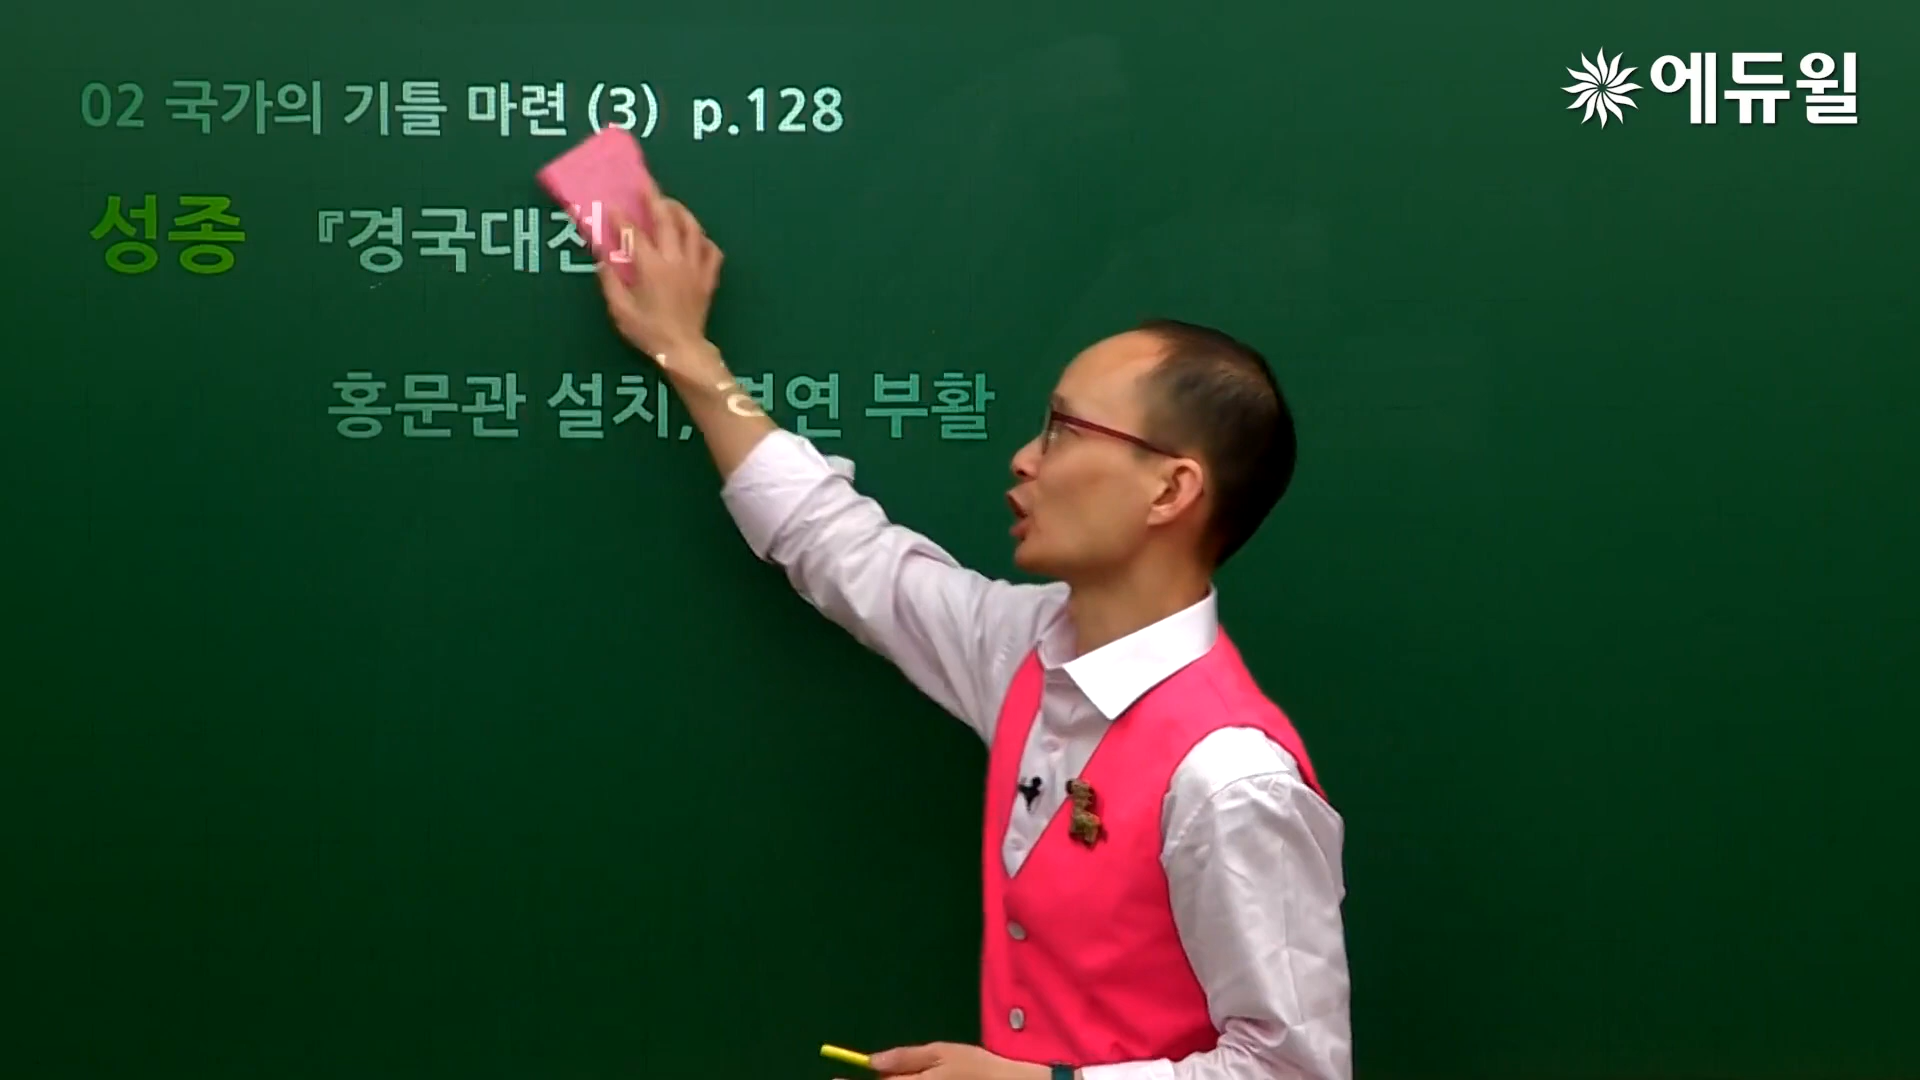 02 국가의 기틀 마련 (3) p.128
에듀윌
성종 『경국대전』
홍문관 설치, 경연 부활